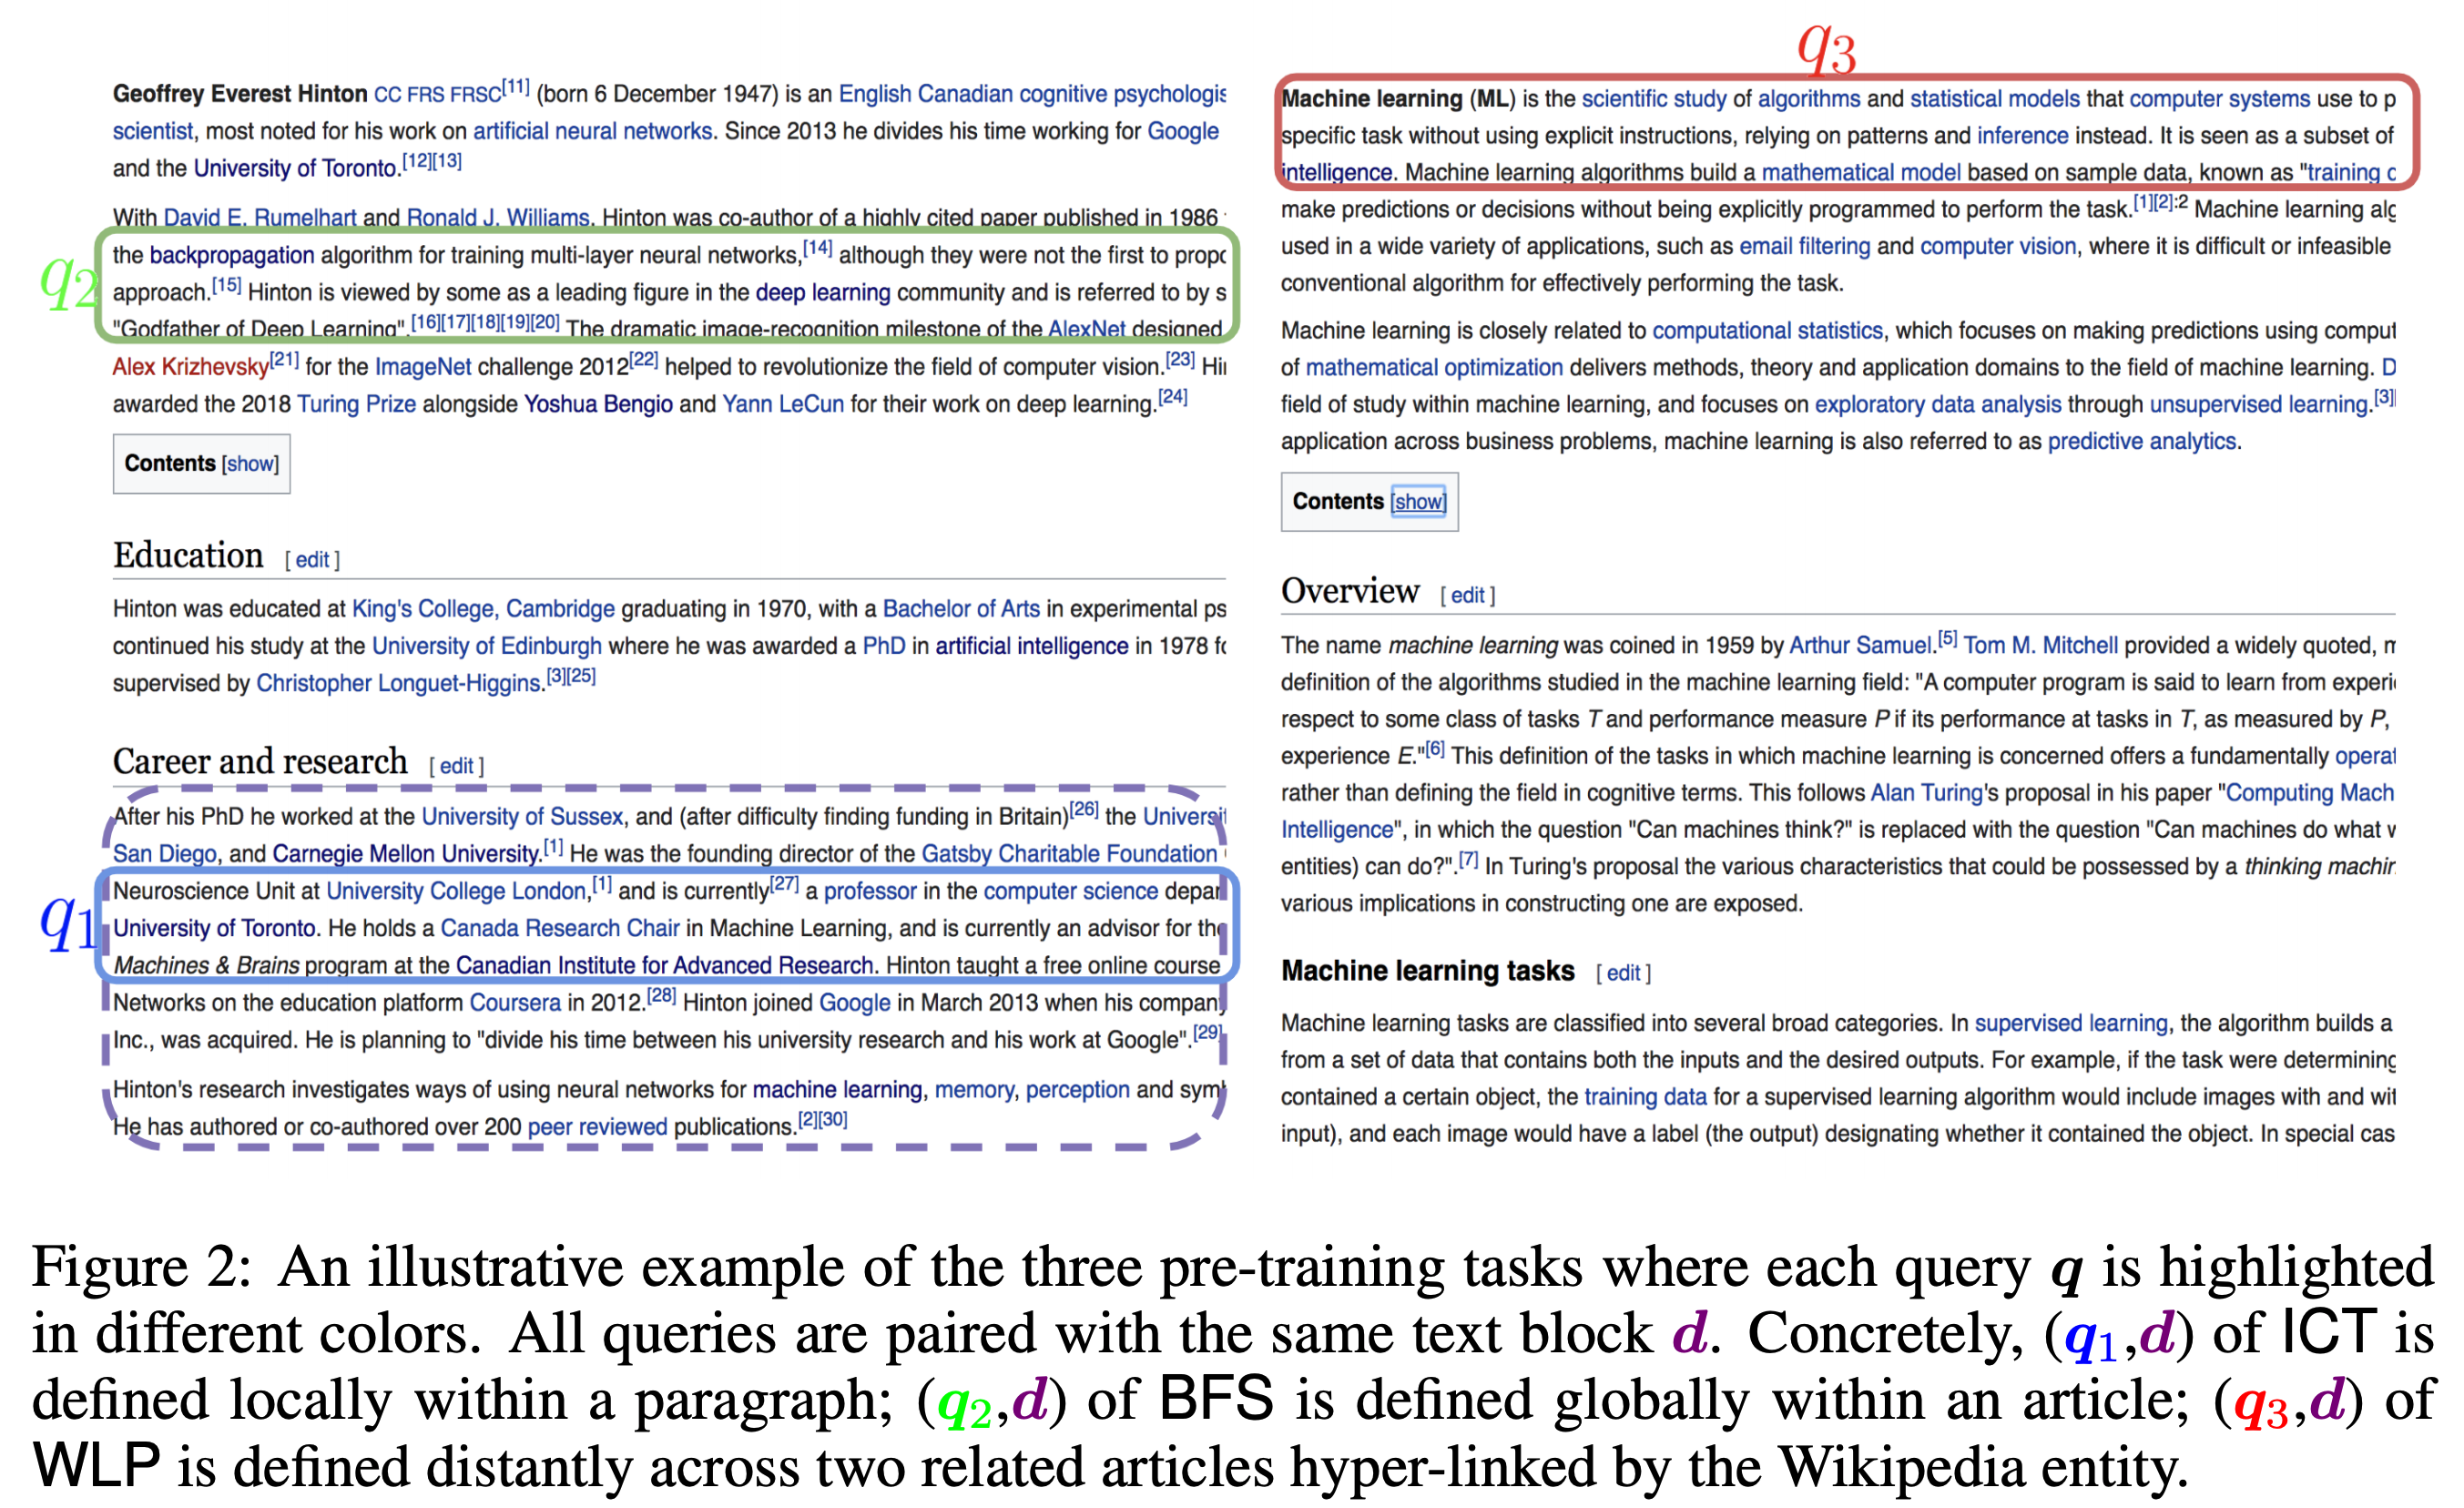 q3
Geoffrey Everest Hinton CC FRS FRSC[11] (born 6 December 1947) is an English Canadian cognitive psychologis
scientist, most noted for his work on artificial neural networks. Since 2013 he divides his time working for Google
and the University of Toronto.[12][13]
With David E. Rumelhart and Ronald J. Williams, Hinton was co-author of a highly cited paper published in 1986
q2
the backpropagation algorithm for training multi-layer neural networks,[14] although they were not the first to propo
approach.[15] Hinton is viewed by some as a leading figure in the deep learning community and is referred to by s
"Godfather of Deep Learning".[16][17][18][19][20] The dramatic image-recognition milestone of the AlexNet designed
Alex Krizhevsky[21] for the ImageNet challenge 2012[22] helped to revolutionize the field of computer vision.[23] Hi
awarded the 2018 Turing Prize alongside Yoshua Bengio and Yann LeCun for their work on deep learning.[24]
Contents [show]
Education [ edit ]
Hinton was educated at King's College, Cambridge graduating in 1970, with a Bachelor of Arts in experimental ps
continued his study at the University of Edinburgh where he was awarded a PhD in artificial intelligence in 1978 fo
supervised by Christopher Longuet-Higgins.[3][25]
Career and research [ edit ]
After his PhD he worked at the University of Sussex, and (after difficulty finding funding in Britain)[26] the Universit
San Diego, and Carnegie Mellon University.[1] He was the founding director of the Gatsby Charitable Foundation
q1
Neuroscience Unit at University College London,[1] and is currently[27] a professor in the computer science depar
University of Toronto. He holds a Canada Research Chair in Machine Learning, and is currently an advisor for the
Machines & Brains program at the Canadian Institute for Advanced Research. Hinton taught a free online course
Networks on the education platform Coursera in 2012.[28] Hinton joined Google in March 2013 when his company
Inc., was acquired. He is planning to "divide his time between his university research and his work at Google".[29]
Hinton's research investigates ways of using neural networks for machine learning, memory, perception and sym
He has authored or co-authored over 200 peer reviewed publications.[2][30]
Machine learning (ML) is the scientific study of algorithms and statistical models that computer systems use to p
specific task without using explicit instructions, relying on patterns and inference instead. It is seen as a subset of
intelligence. Machine learning algorithms build a mathematical model based on sample data, known as "training d
make predictions or decisions without being explicitly programmed to perform the task.[1][2]:2 Machine learning alg
used in a wide variety of applications, such as email filtering and computer vision, where it is difficult or infeasible
conventional algorithm for effectively performing the task.
Machine learning is closely related to computational statistics, which focuses on making predictions using comput
of mathematical optimization delivers methods, theory and application domains to the field of machine learning. D
field of study within machine learning, and focuses on exploratory data analysis through unsupervised learning.[3]
application across business problems, machine learning is also referred to as predictive analytics.
Contents [show]
Overview [ edit ]
The name machine learning was coined in 1959 by Arthur Samuel.[5] Tom M. Mitchell provided a widely quoted, m
definition of the algorithms studied in the machine learning field: "A computer program is said to learn from experi
respect to some class of tasks T and performance measure P if its performance at tasks in T, as measured by P,
experience E."[6] This definition of the tasks in which machine learning is concerned offers a fundamentally operat
rather than defining the field in cognitive terms. This follows Alan Turing's proposal in his paper "Computing Mach
Intelligence", in which the question "Can machines think?" is replaced with the question "Can machines do what w
entities) can do?".[7] In Turing's proposal the various characteristics that could be possessed by a thinking machin
various implications in constructing one are exposed.
Machine learning tasks [ edit ]
Machine learning tasks are classified into several broad categories. In supervised learning, the algorithm builds a
from a set of data that contains both the inputs and the desired outputs. For example, if the task were determining
contained a certain object, the training data for a supervised learning algorithm would include images with and wit
input), and each image would have a label (the output) designating whether it contained the object. In special cas
Figure 2: An illustrative example of the three pre-training tasks where each query q is highlighted
in different colors. All queries are paired with the same text block d. Concretely, (q1,d) of ICT is
defined locally within a paragraph; (q2,d) of BFS is defined globally within an article; (q3,d) of
WLP is defined distantly across two related articles hyper-linked by the Wikipedia entity.